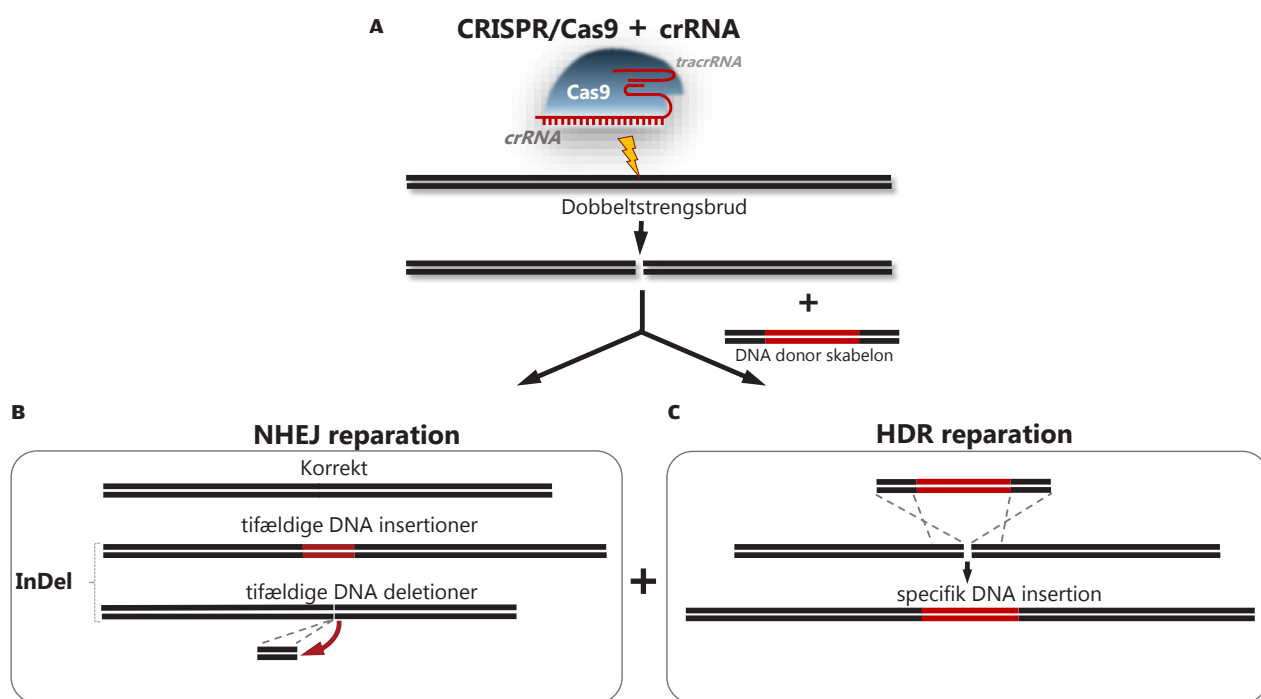 A
CRISPR/Cas9 + crRNA
tracrRNA
Cas9
crRNA
Dobbeltstrengsbrud
+
DNA donor skabelon
B
NHEJ reparation
Korrekt
tifældige DNA insertioner
InDel
tifældige DNA deletioner
+
C
HDR reparation
specifik DNA insertion